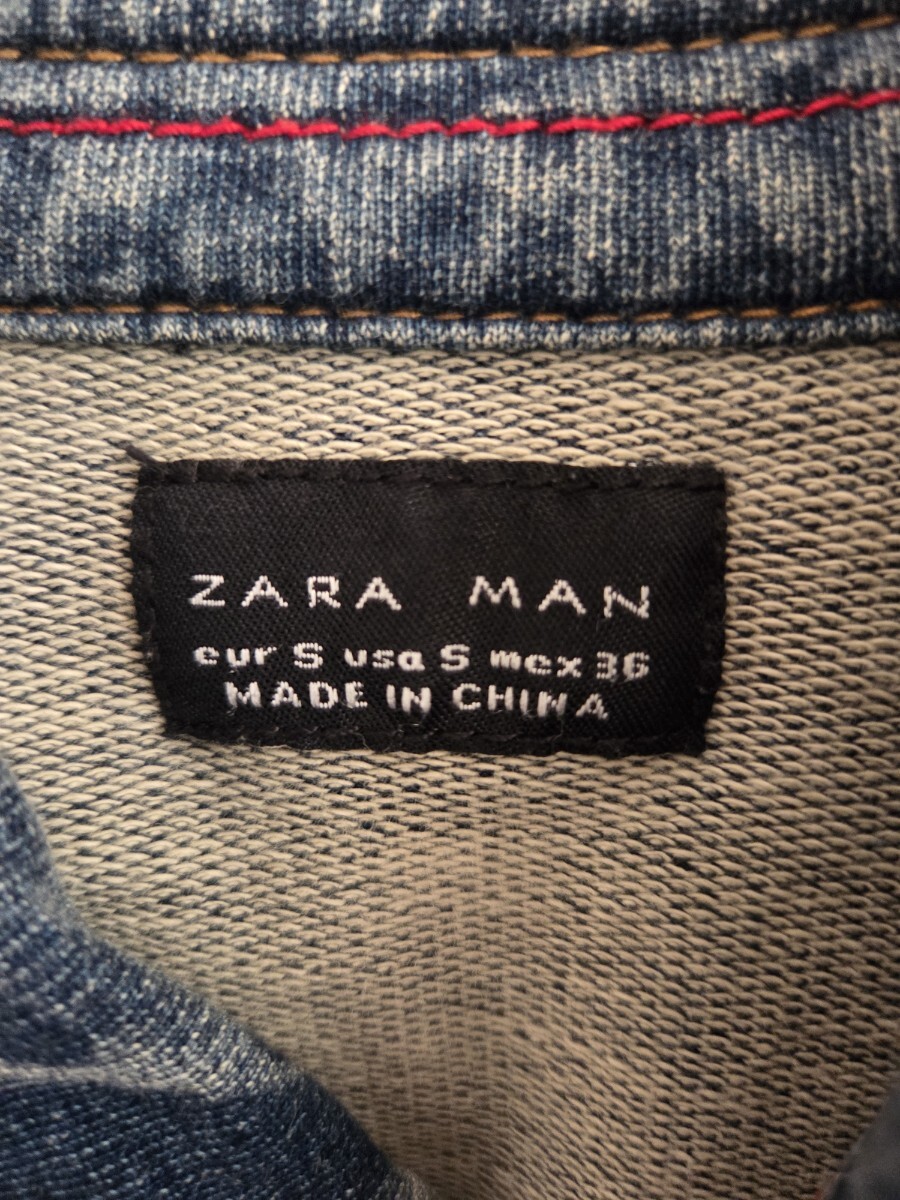 ZARA MAN
eur S usa S mex 36
MADE IN CHINA